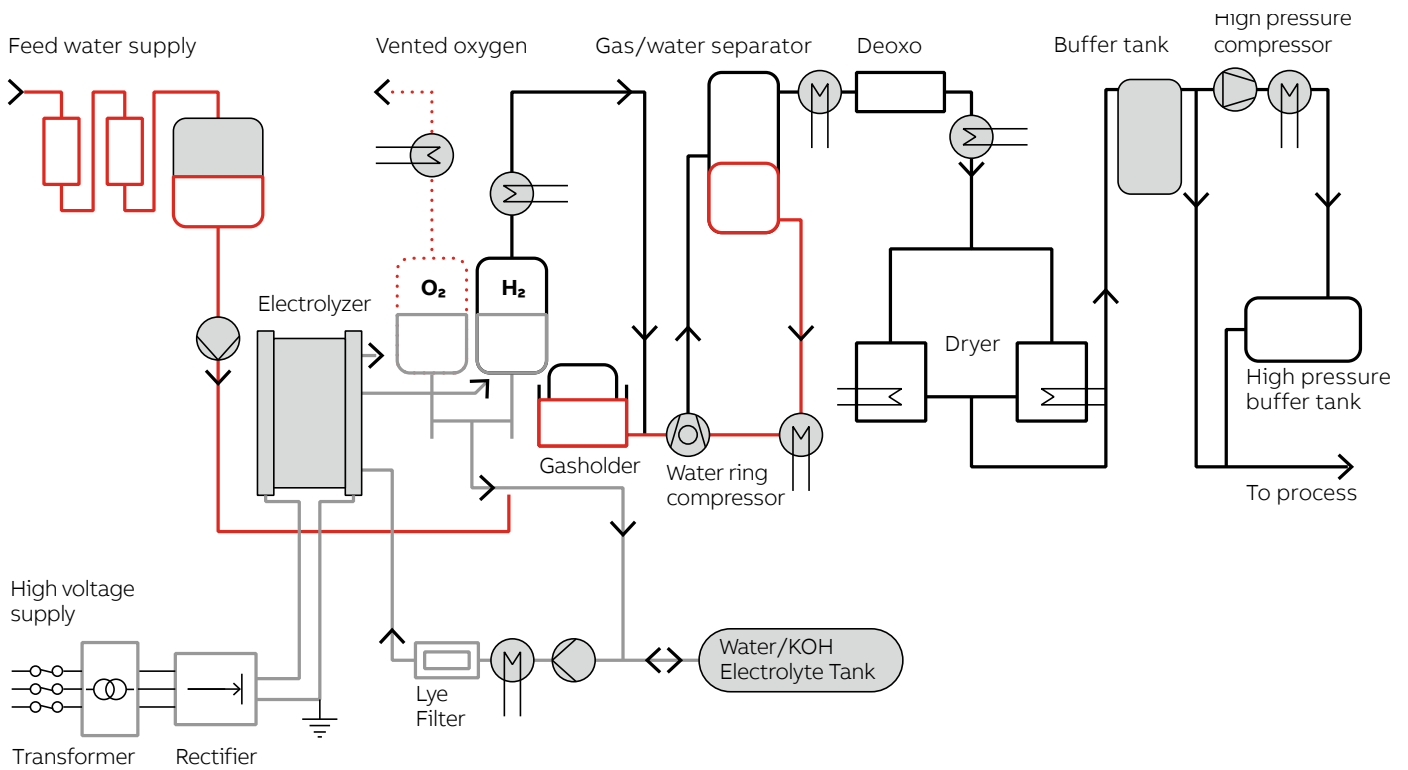 High pressure
compressor
Feed water supply
Vented oxygen
Gas/water separator
Deoxo
Buffer tank
O₂
H₂
Electrolyzer
Dryer
High pressure
buffer tank
Gasholder
Water ring
compressor
To process
High voltage
supply
Water/KOH
Electrolyte Tank
Lye
Filter
Transformer
Rectifier